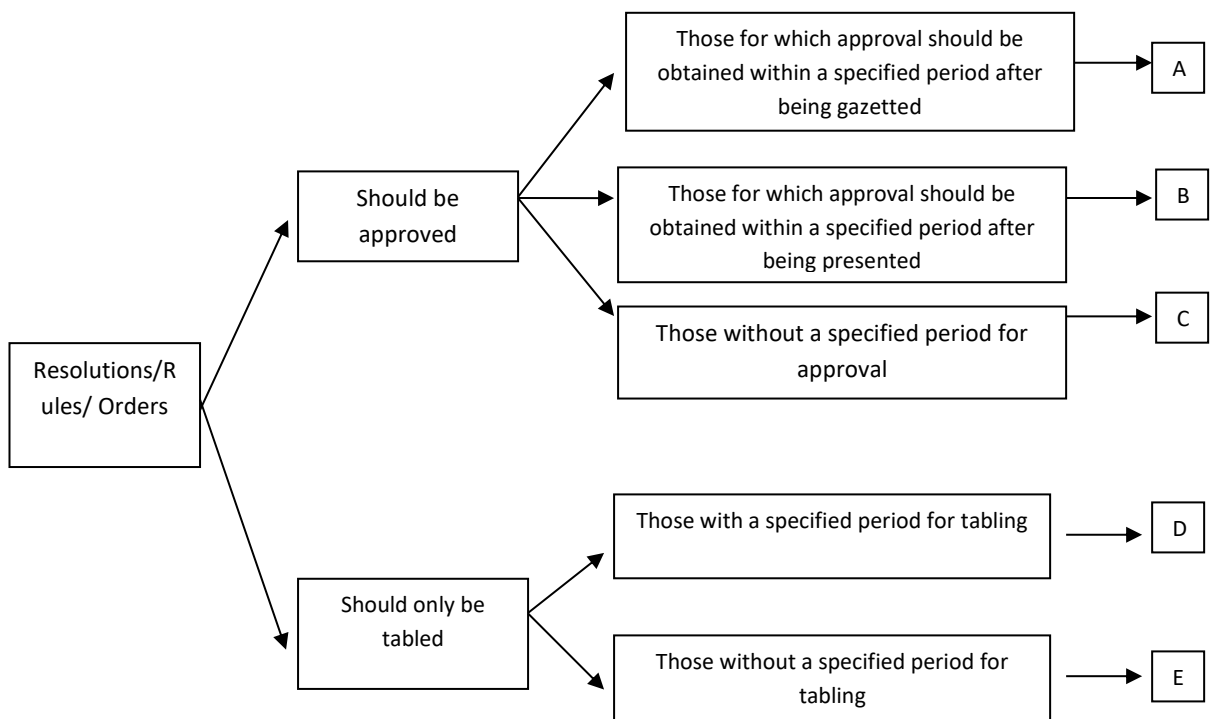 Those for which approval should be
obtained within a specified period after
being gazetted
A
Should be
approved
Those for which approval should be
obtained within a specified period after
being presented
B
Those without a specified period for
approval
C
Resolutions/R
ules/ Orders
Those with a specified period for tabling
D
Should only be
tabled
Those without a specified period for
tabling
E